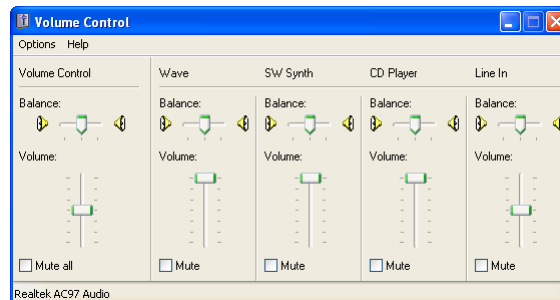 Volume Control
Options Help
Volume Control Wave SW Synth CD Player Line In
Balance: Balance: Balance: Balance: Balance:
Volume: Volume: Volume: Volume: Volume:
Mute all Mute Mute Mute Mute
Realtek AC97 Audio